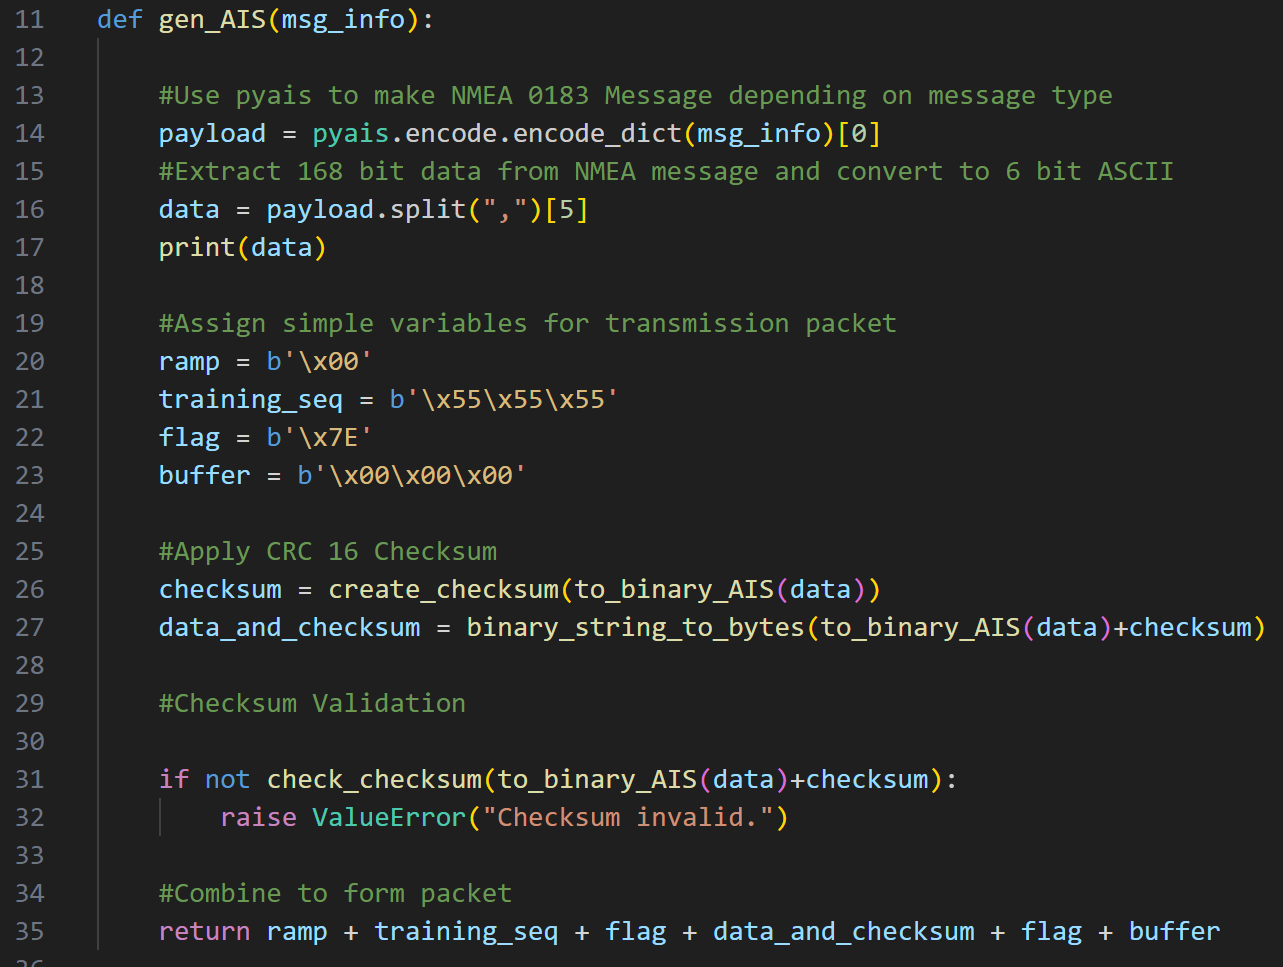 11 def gen_AIS(msg_info):
12
13 #Use pyais to make NMEA 0183 Message depending on message type
14 payload = pyais.encode.encode_dict(msg_info)[0]
15 #Extract 168 bit data from NMEA message and convert to 6 bit ASCII
16 data = payload.split(",")[5]
17 print(data)
18
19 #Assign simple variables for transmission packet
20 ramp = b'\x00'
21 training_seq = b'\x55\x55\x55'
22 flag = b'\x7E'
23 buffer = b'\x00\x00\x00'
24
25 #Apply CRC 16 Checksum
26 checksum = create_checksum(to_binary_AIS(data))
27 data_and_checksum = binary_string_to_bytes(to_binary_AIS(data)+checksum)
28
29 #Checksum Validation
30
31 if not check_checksum(to_binary_AIS(data)+checksum):
32 raise ValueError("Checksum invalid.")
33
34 #Combine to form packet
35 return ramp + training_seq + flag + data_and_checksum + flag + buffer